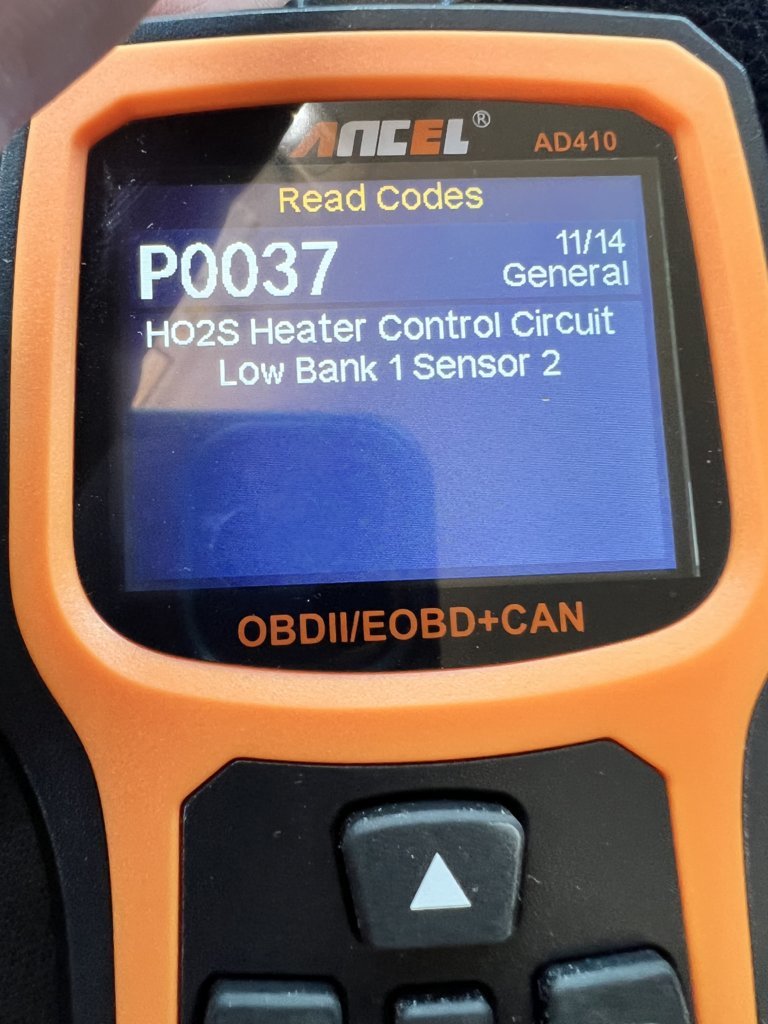 ANCEL®
AD410
Read Codes
P0037
11/14
General
HO2S Heater Control Circuit
Low Bank 1 Sensor 2
OBDII/EOBD+CAN